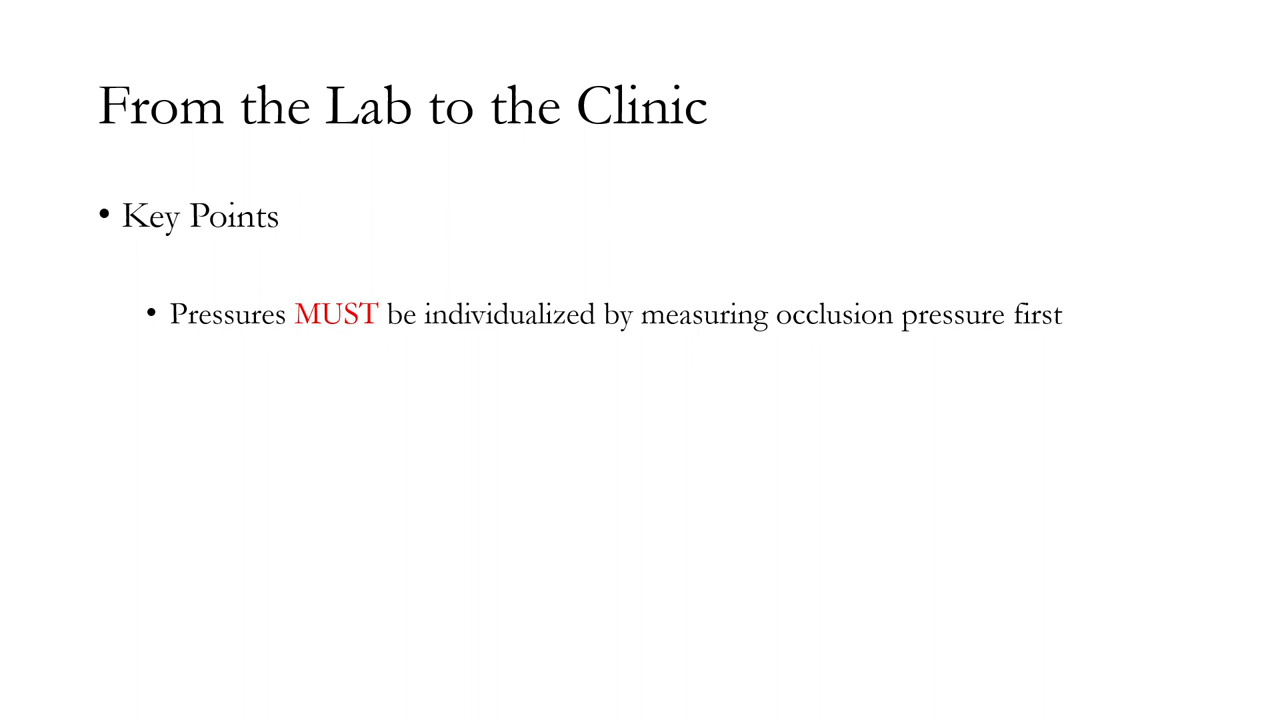 From the Lab to the Clinic
• Key Points
• Pressures MUST be individualized by measuring occlusion pressure first